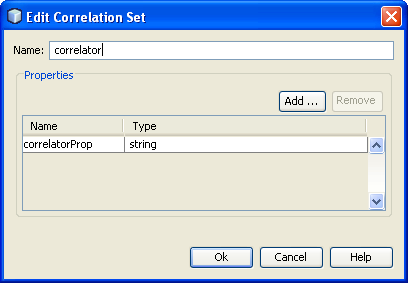 Edit Correlation Set
Name: correlator
Properties
Add ... Remove
Name Type
correlatorProp string
Ok Cancel Help